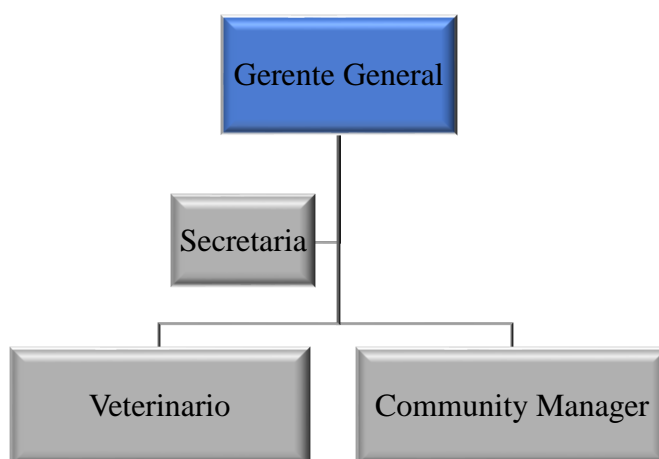 Gerente General
Secretaria
Veterinario
Community Manager